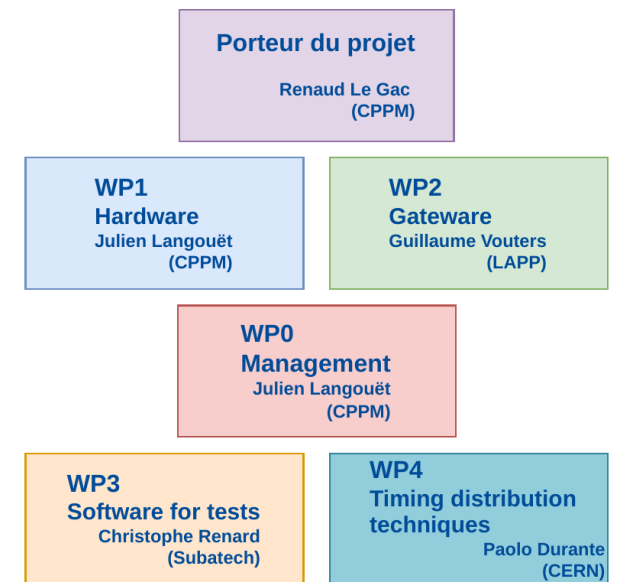 Porteur du projet
Renaud Le Gac
(CPPM)
WP1
Hardware
Julien Langouët
(CPPM)
WP2
Gateware
Guillaume Vouters
(LAPP)
WP0
Management
Julien Langouët
(CPPM)
WP3
Software for tests
Christophe Renard
(Subatech)
WP4
Timing distribution
techniques
Paolo Durante
(CERN)